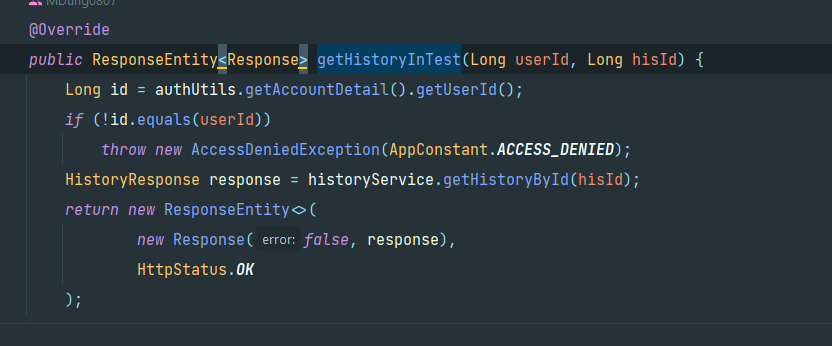 MDung0807
@Override
public ResponseEntity<Response> getHistoryInTest(Long userId, Long hisId) {
Long id = authUtils.getAccountDetail().getUserId();
if (!id.equals(userId))
throw new AccessDeniedException(AppConstant.ACCESS_DENIED);
HistoryResponse response = historyService.getHistoryById(hisId);
return new ResponseEntity<>(
new Response( error: false, response),
HttpStatus.OK
);